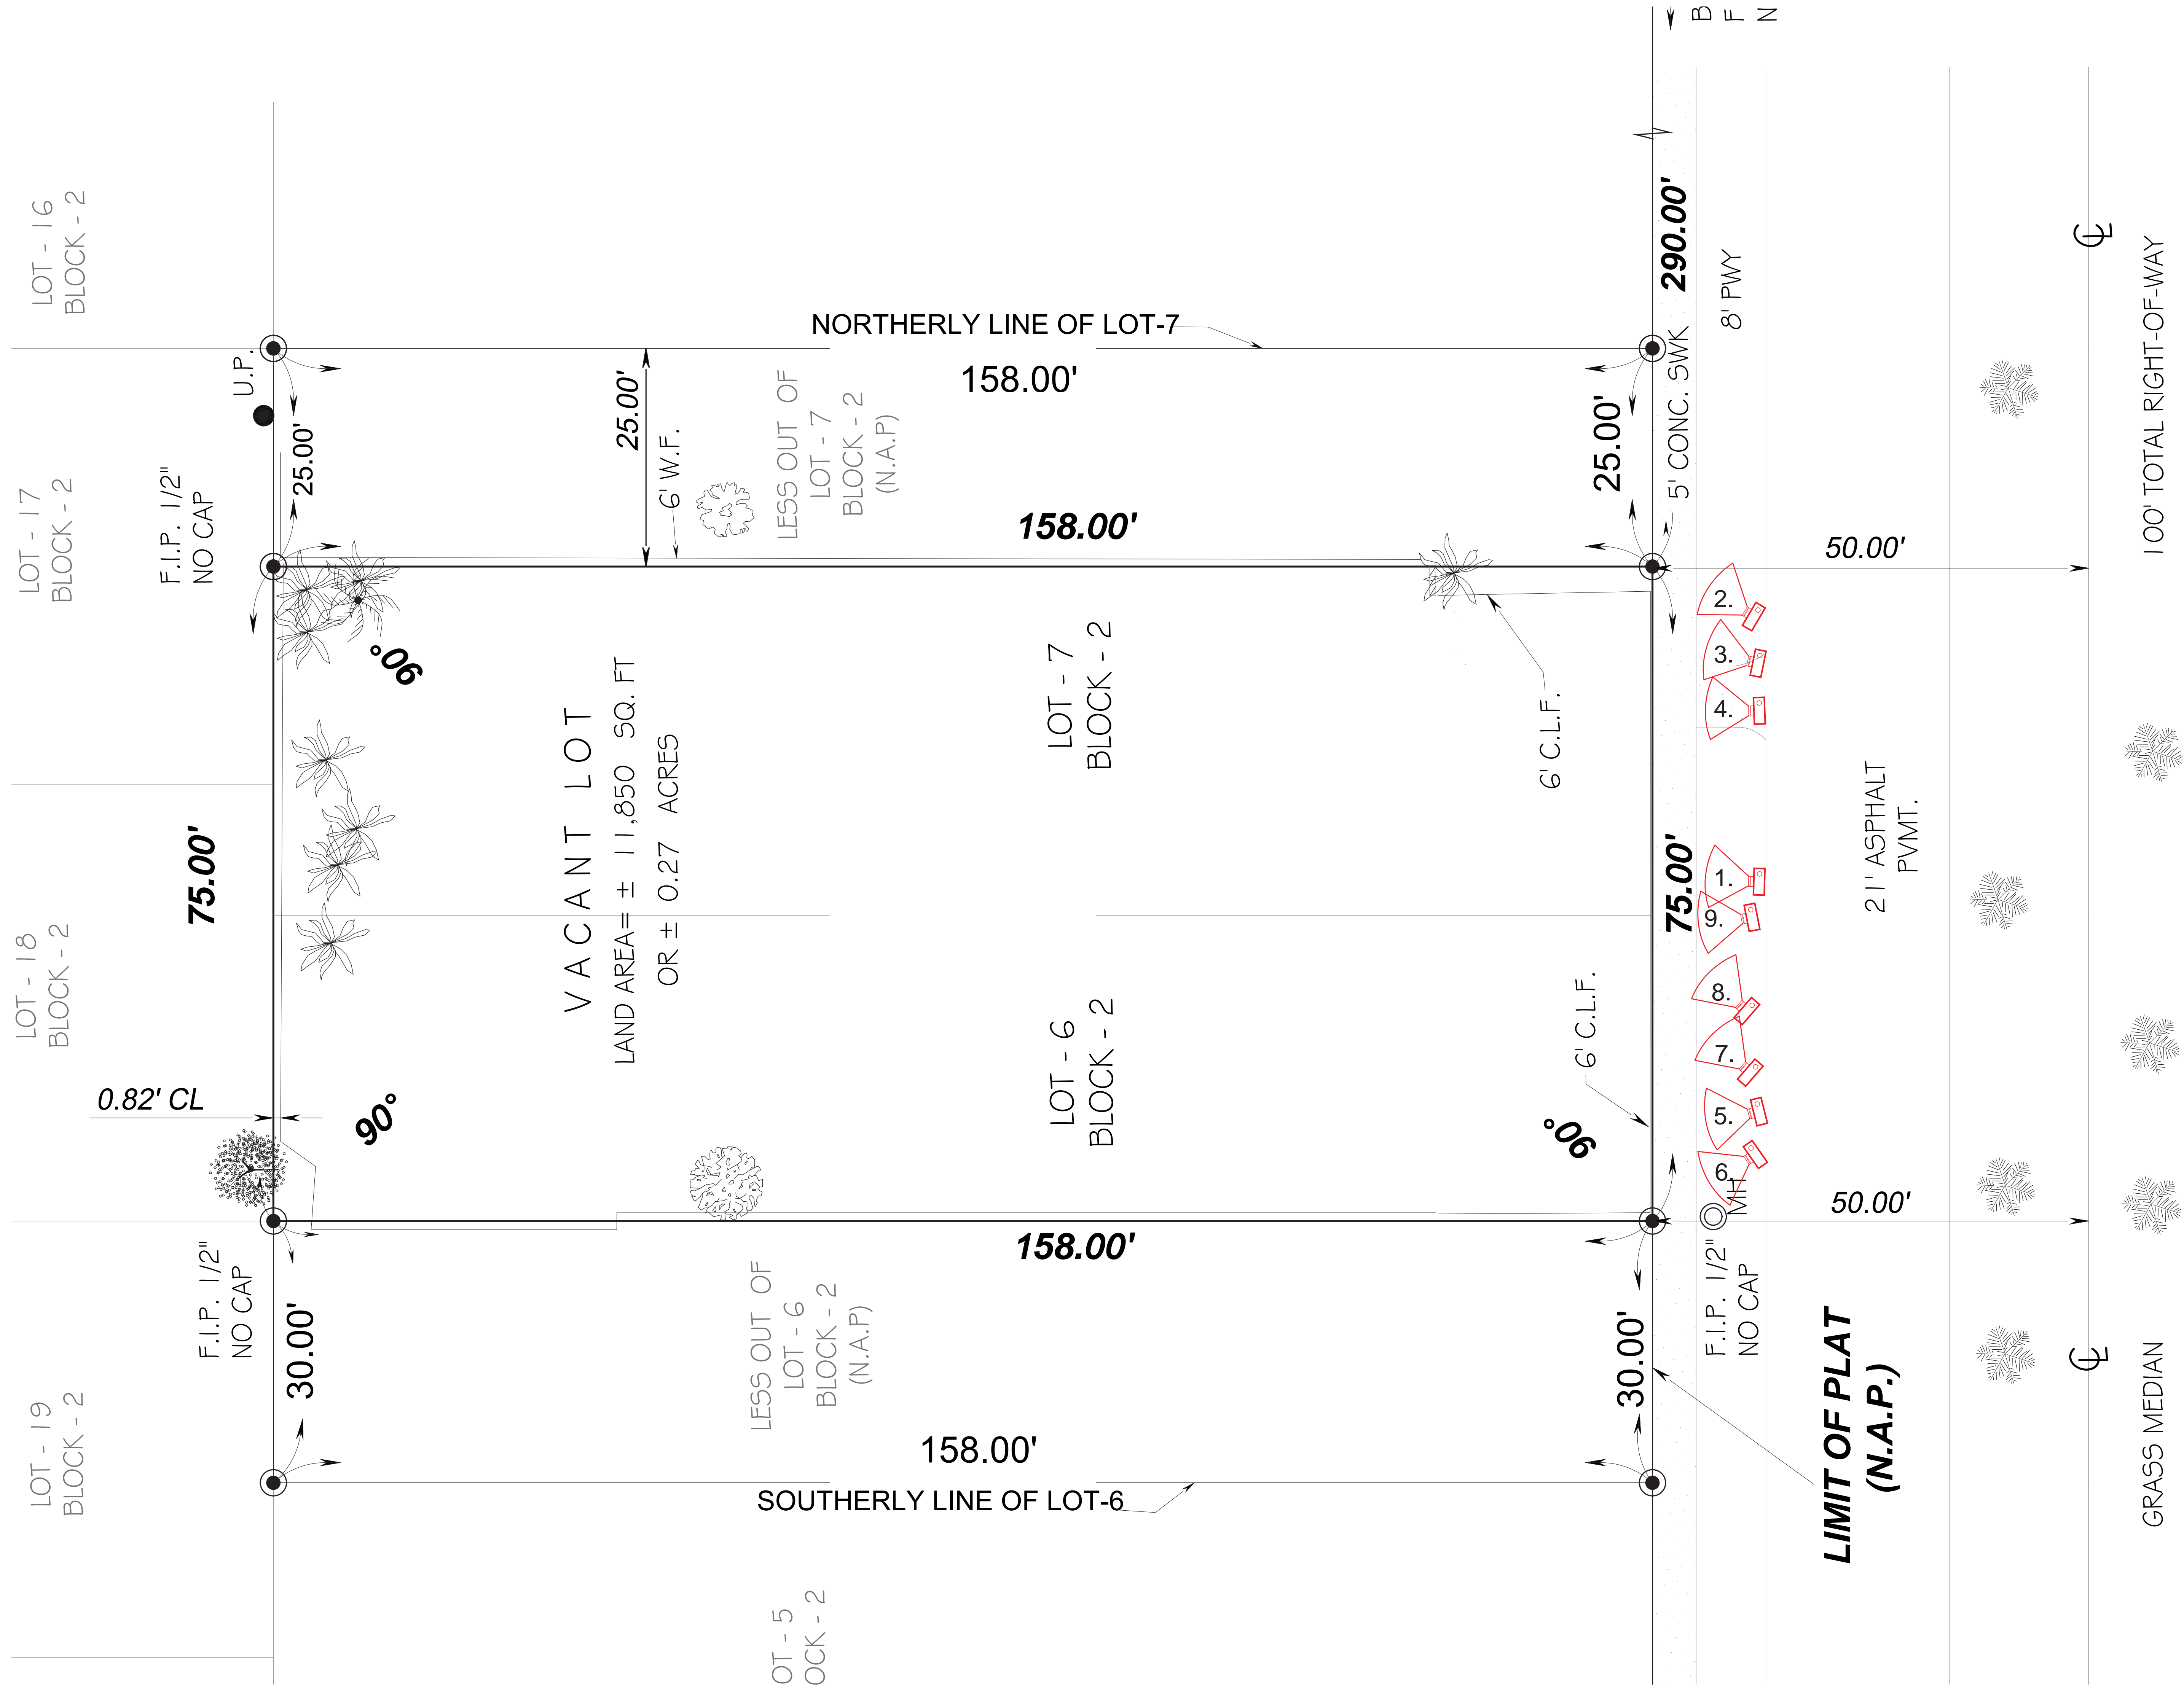 LOT - 16
BLOCK - 2
LOT - 17
BLOCK - 2
LOT - 18
BLOCK - 2
LOT - 19
BLOCK - 2
U.P.
F.I.P. 1/2"
NO CAP
25.00'
75.00'
0.82' CL
F.I.P. 1/2"
NO CAP
30.00'
NORTHERLY LINE OF LOT-7
158.00'
25.00'
6' W.F.
LESS OUT OF
LOT - 7
BLOCK - 2
(N.A.P)
158.00'
90°
90°
VACANT LOT
LAND AREA= ± 11,850 SQ. FT
OR ± 0.27 ACRES
LOT - 7
BLOCK - 2
LOT - 6
BLOCK - 2
6' C.L.F.
6' C.L.F.
90°
158.00'
LESS OUT OF
LOT - 6
BLOCK - 2
(N.A.P)
158.00'
SOUTHERLY LINE OF LOT-6
OT - 5
OCK - 2
25.00'
30.00'
290.00'
B
F
N
5' CONC. SWK
8' PWY
75.00'
2.
3.
4.
1.
9.
8.
7.
5.
6.
MH
F.I.P. 1/2"
NO CAP
50.00'
50.00'
21' ASPHALT
PVMT.
LIMIT OF PLAT
(N.A.P.)
100' TOTAL RIGHT-OF-WAY
GRASS MEDIAN